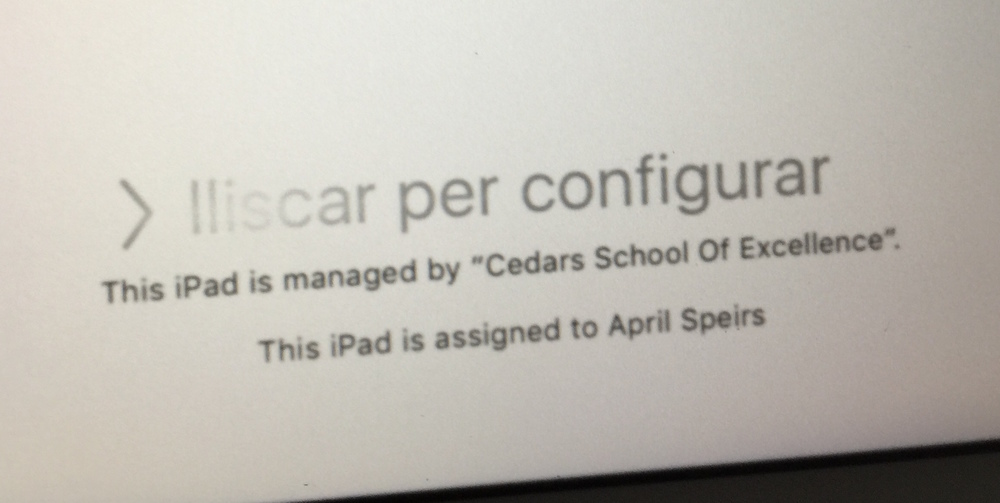 > lliscar per configurar
This iPad is managed by "Cedars School Of Excellence".
This iPad is assigned to April Speirs